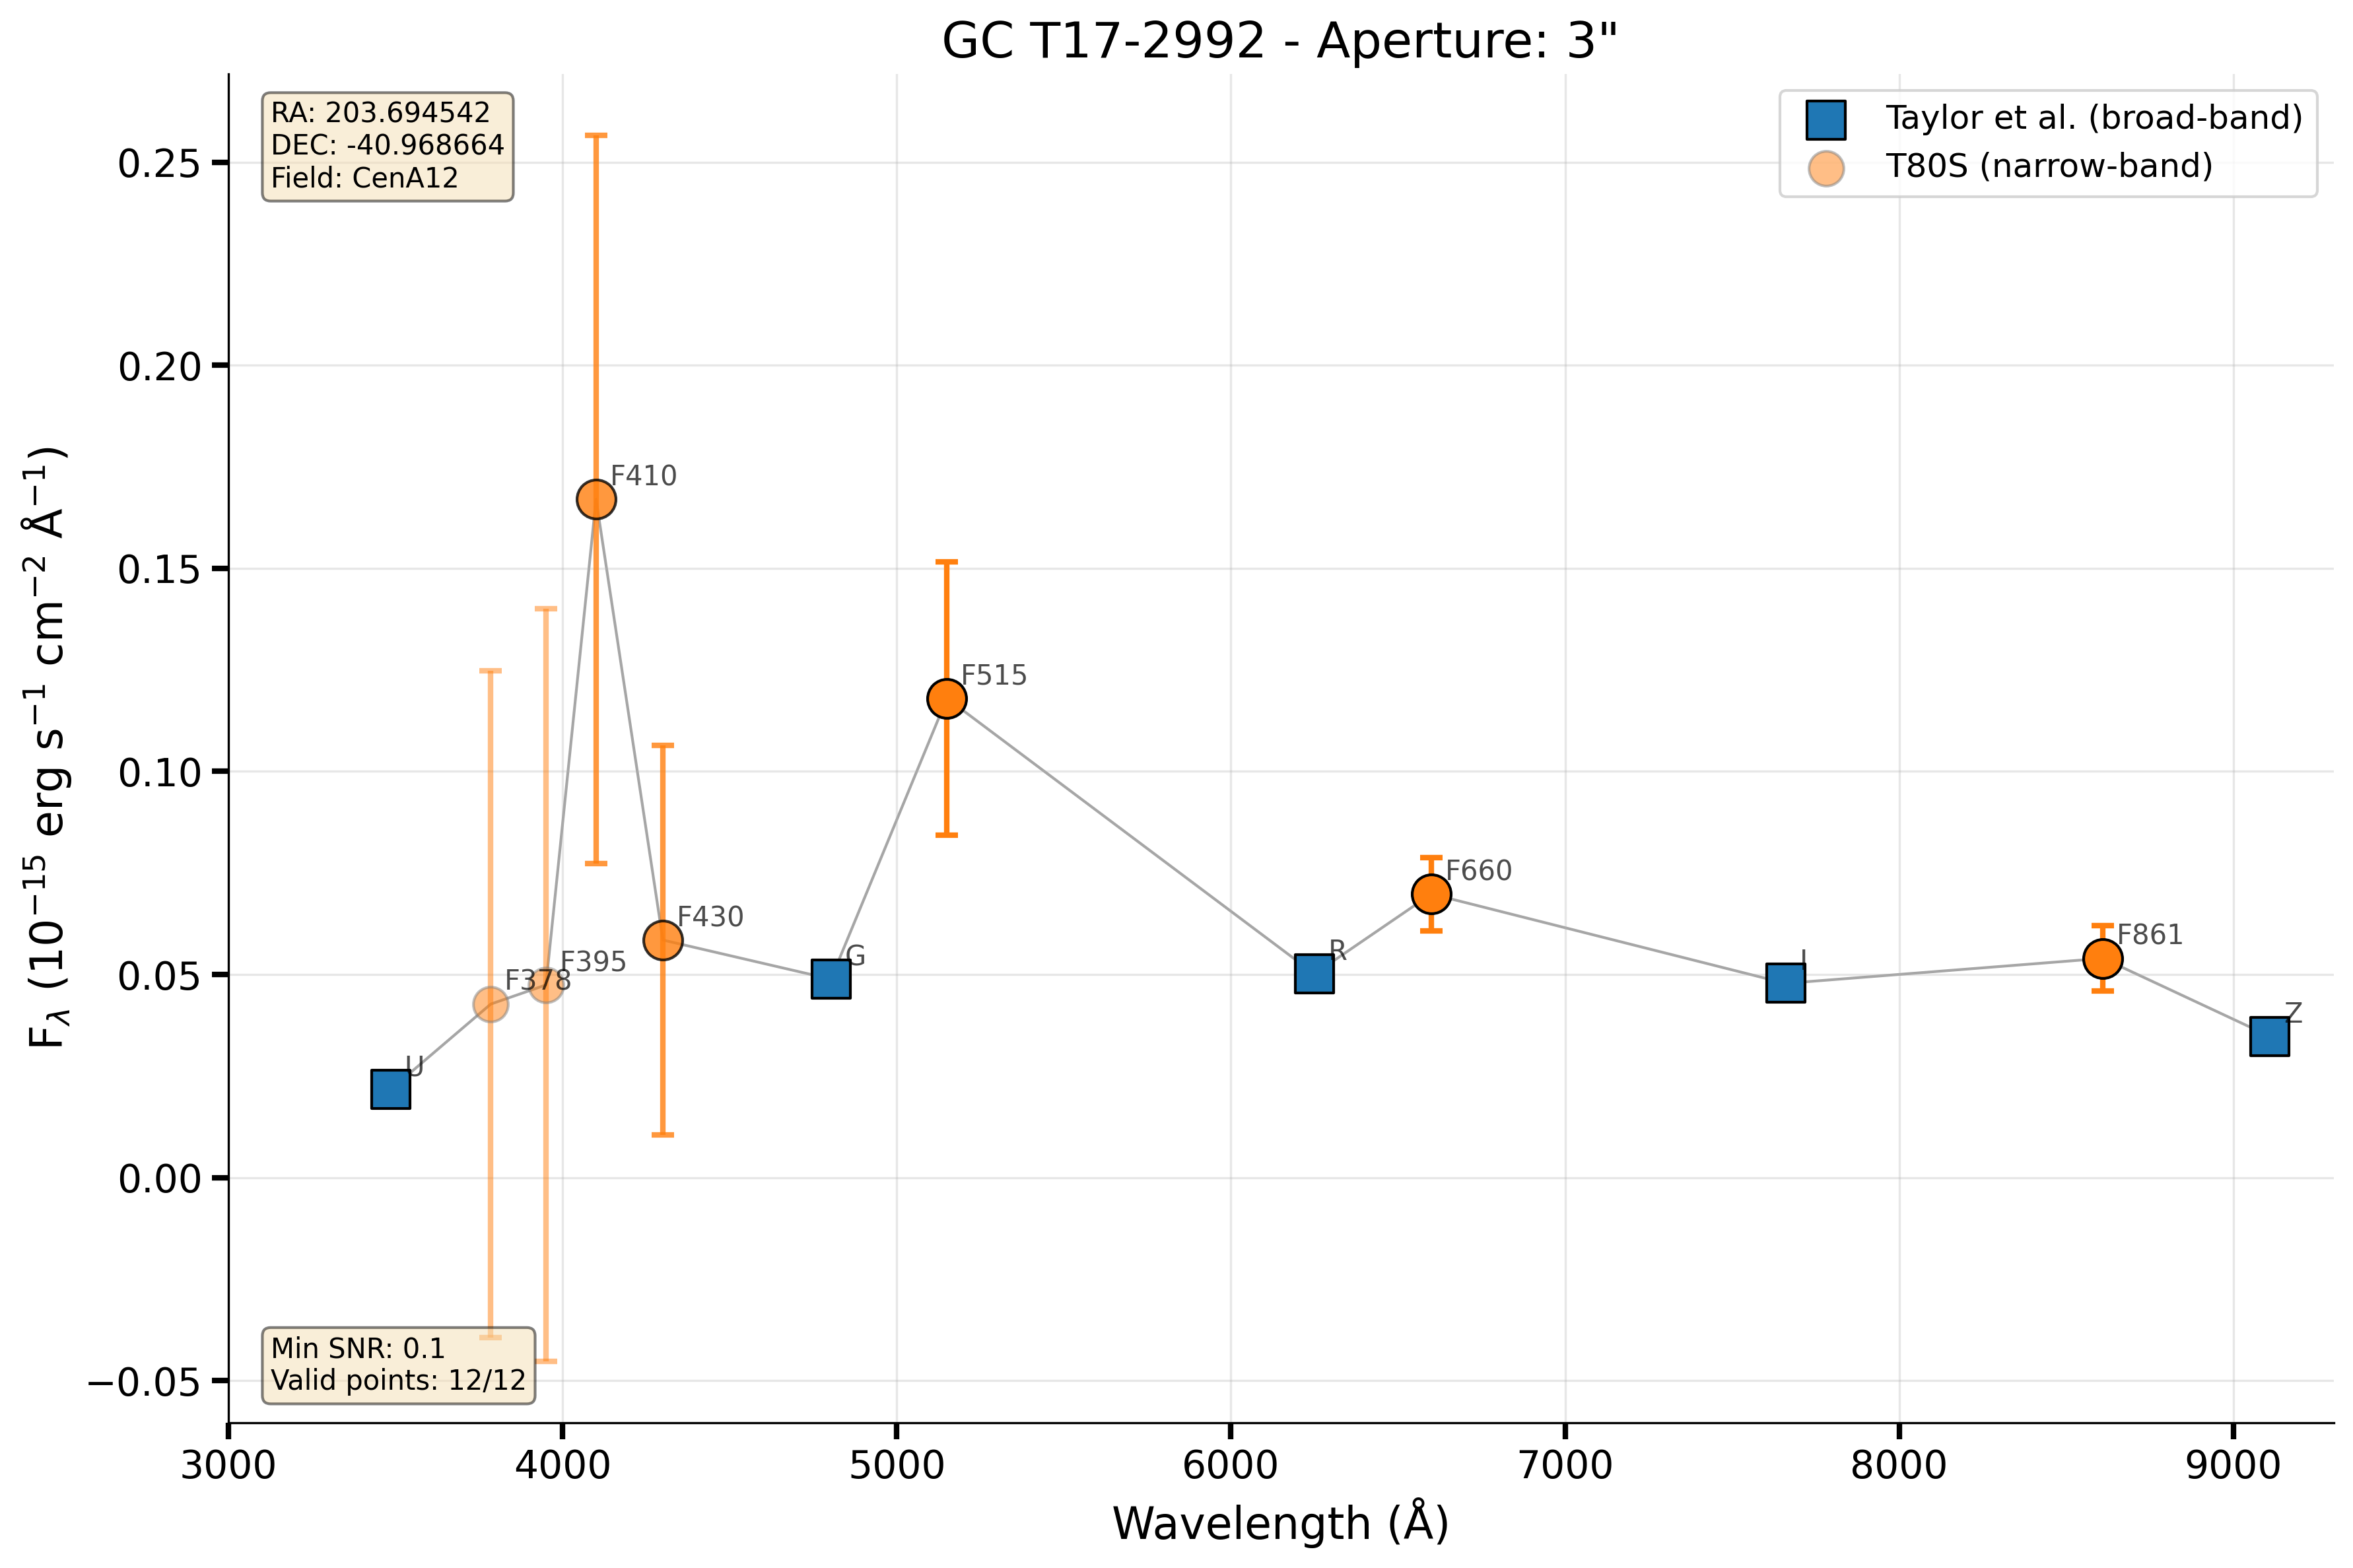 GC T17-2992 - Aperture: 3"
RA: 203.694542
DEC: -40.968664
Field: CenA12
Taylor et al. (broad-band)
T80S (narrow-band)
0.25
0.20
0.15
0.10
0.05
0.00
−0.05
F$_\lambda$ (10$^{-15}$ erg s$^{-1}$ cm$^{-2}$ Å$^{-1}$)
F410
F515
F430
F395
F378
U
G
R
F660
I
F861
Z
Min SNR: 0.1
Valid points: 12/12
3000 4000 5000 6000 7000 8000 9000
Wavelength (Å)